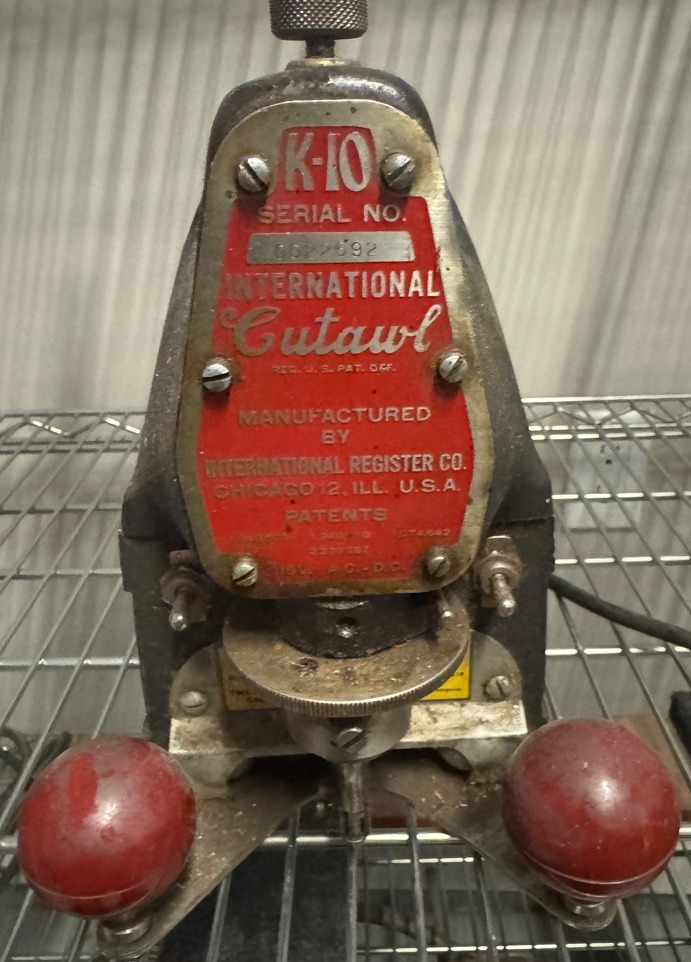 K-10
SERIAL NO.
INTERNATIONAL
Cutawl
REG. U. S. PAT. OFF.
MANUFACTURED
BY
INTERNATIONAL REGISTER CO.
CHICAGO 12, ILL. U.S.A.
PATENTS
A.C.-D.C.